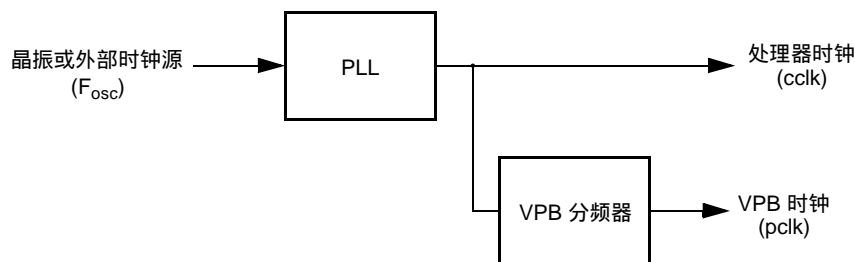 晶振或外部时钟源
(Fosc)
PLL
处理器时钟
(cclk)
VPB 分频器
VPB 时钟
(pclk)